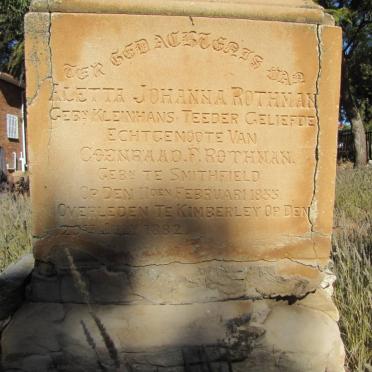 TER GEDACHTENIS VAN
ALETTA JOHANNA ROTHMAN
GEBN KLEINHANS TEEDER GELIEFDE
ECHTGENOOTE VAN
COENRAAD. F. ROTHMAN.
GEBN TE SMITHFIELD
OP DEN 11DEN FEBRUARI 1855
OVERLEDEN TE KIMBERLEY OP DEN
1882